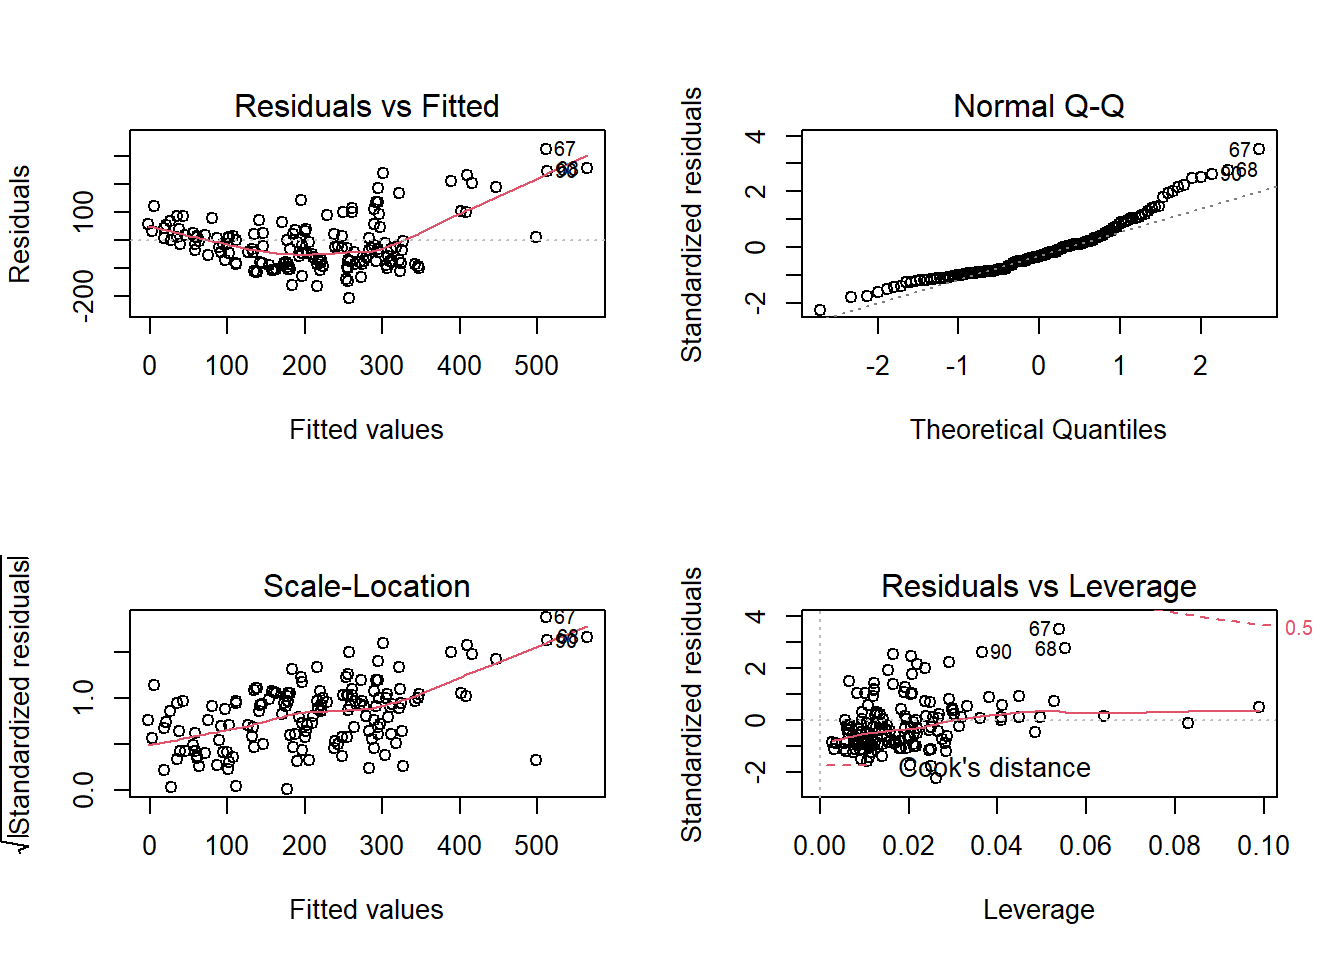 Residuals vs Fitted
Residuals
-200
100
67
68
90
0 100 200 300 400 500
Fitted values
Normal Q-Q
Standardized residuals
-2 0 2 4
67
90 68
-2 -1 0 1 2
Theoretical Quantiles
Scale-Location
√|Standardized residuals|
0.0 1.0
67
68
90
0 100 200 300 400 500
Fitted values
Residuals vs Leverage
Standardized residuals
-2 0 2 4
0.5
67
68
90
Cook's distance
0.00 0.02 0.04 0.06 0.08 0.10
Leverage